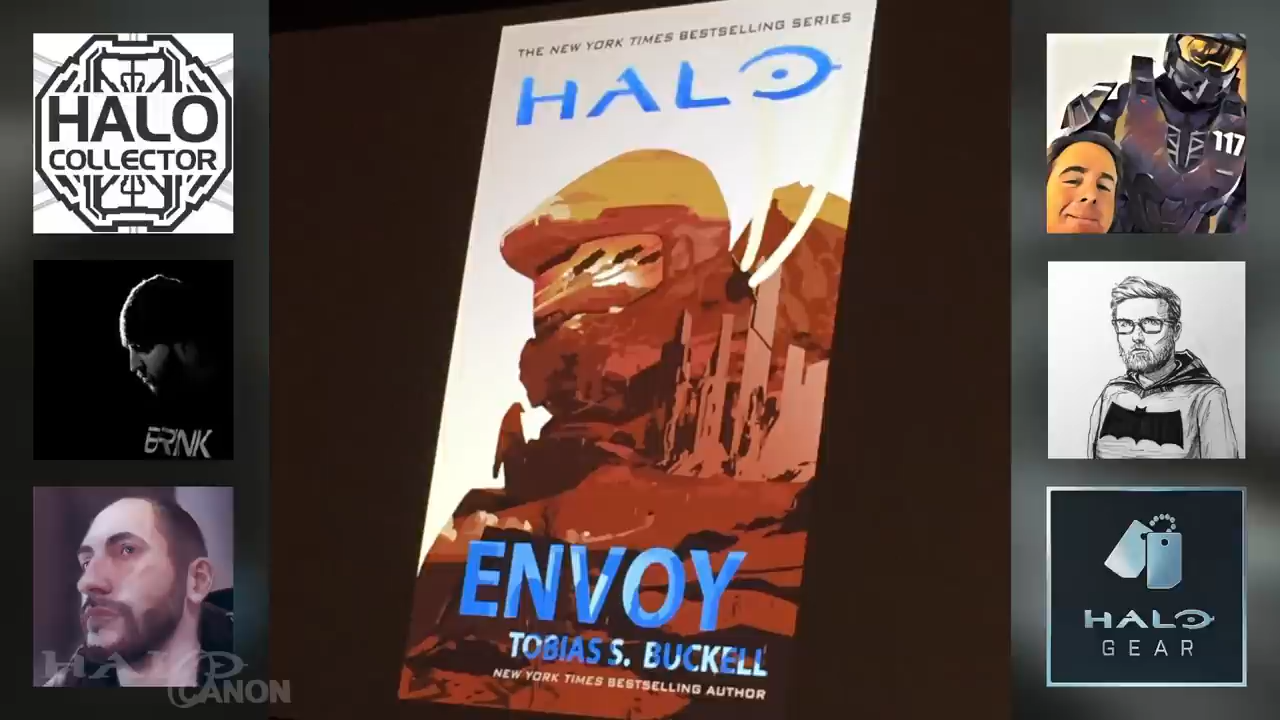 HALO
COLLECTOR
BRINK
HALO
CANON
THE NEW YORK TIMES BESTSELLING SERIES
HALO
ENVOY
TOBIAS S. BUCKELL
NEW YORK TIMES BESTSELLING AUTHOR
117
HALO
GEAR